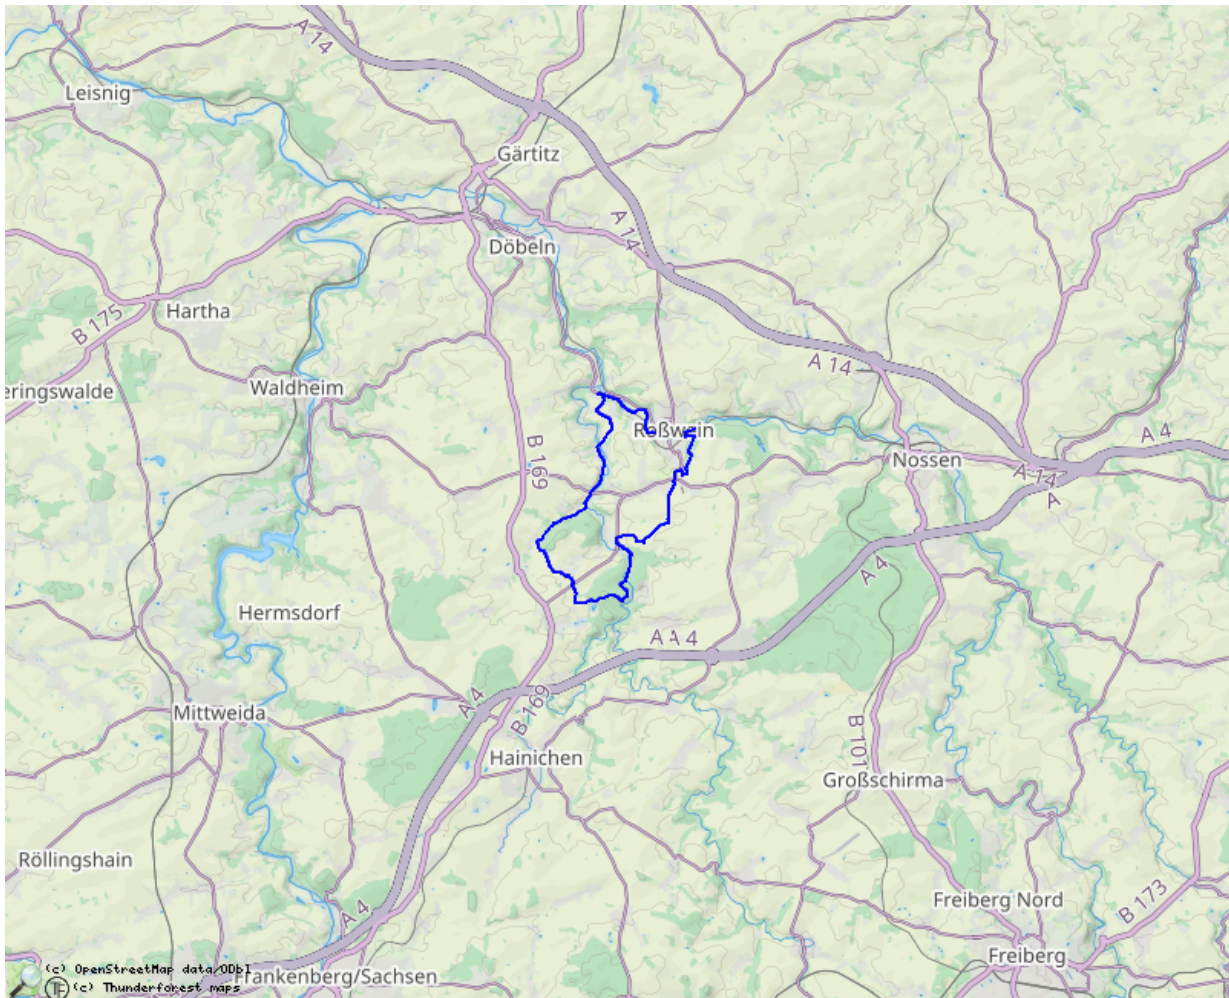 A 14
Leisnig
Gärtitz
A 14
Döbeln
Hartha
B 175
A 14
Waldheim
eringswalde
Roßwein
A 4
B 169
Nossen
A 14
A
A 4
Hermsdorf
A A 4
A 4
B 169
Mittweida
B 101
Hainichen
Großschirma
Röllingshain
B 173
Freiberg Nord
A 4
Freiberg
(c) OpenStreetMap data/ODbl
Frankenberg/Sachsen
(c) Thunderforest maps